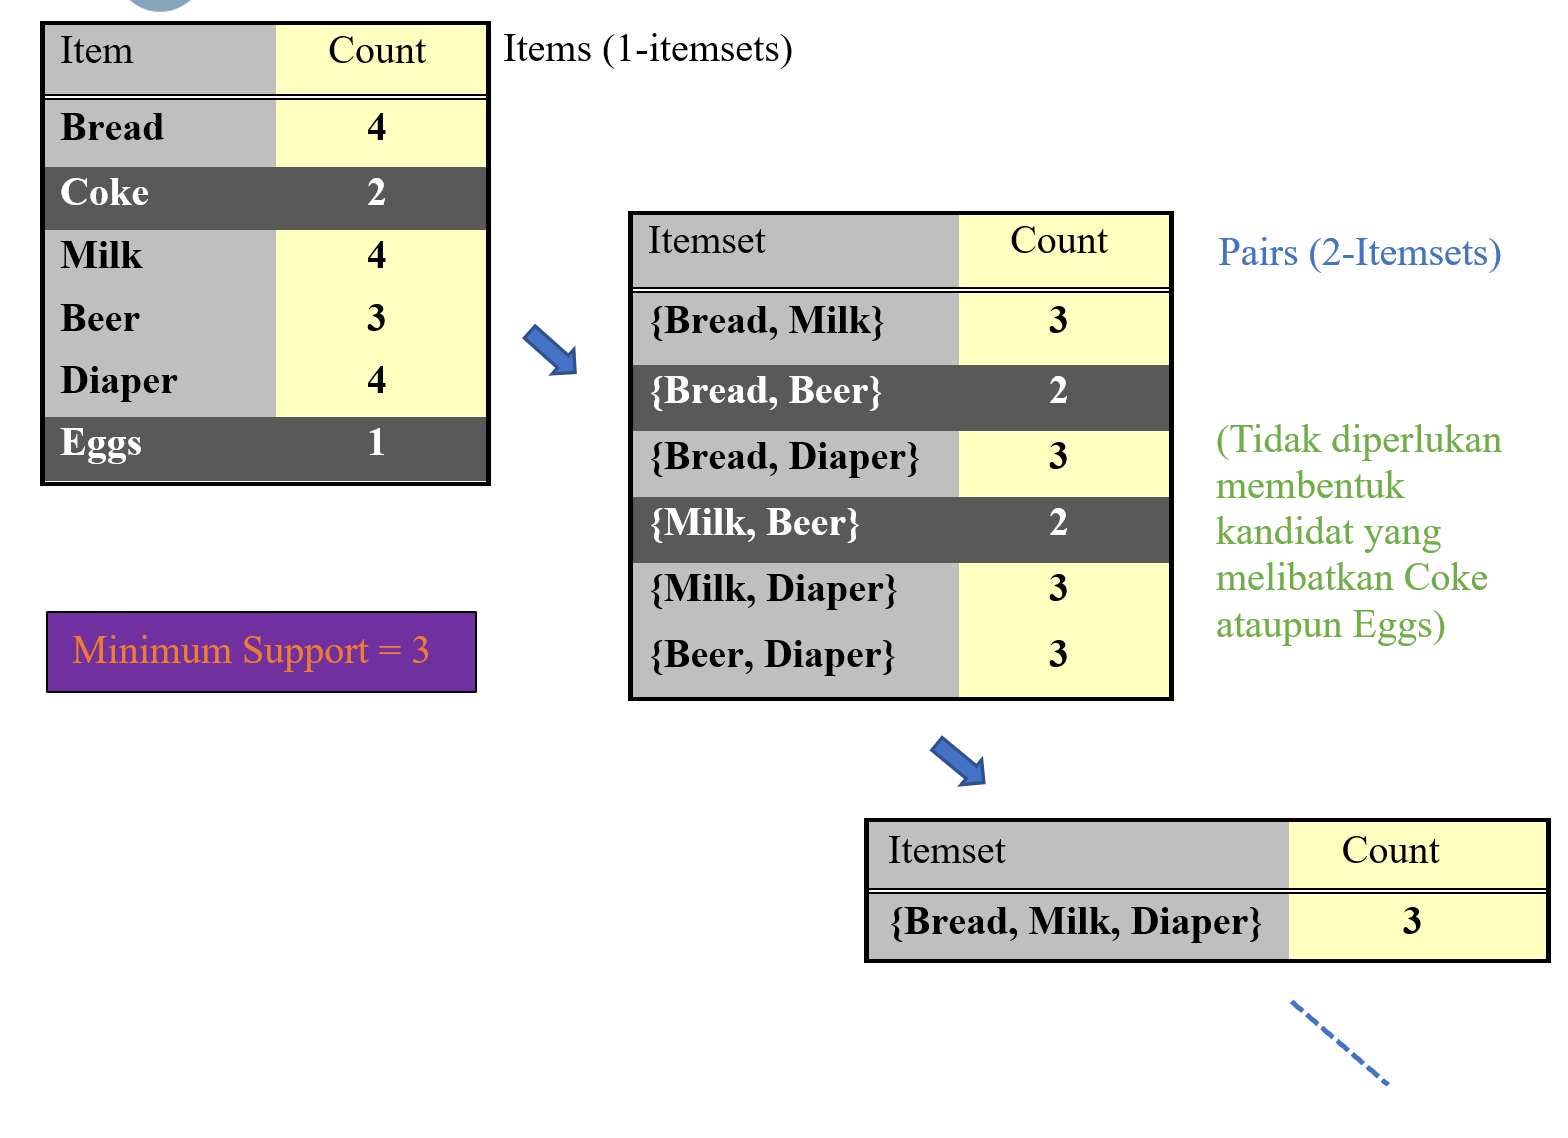 Item Count
Bread 4
Coke 2
Milk 4
Beer 3
Diaper 4
Eggs 1
Items (1-itemsets)
Minimum Support = 3
Itemset Count
{Bread, Milk} 3
{Bread, Beer} 2
{Bread, Diaper} 3
{Milk, Beer} 2
{Milk, Diaper} 3
{Beer, Diaper} 3
Pairs (2-Itemsets)
(Tidak diperlukan
membentuk
kandidat yang
melibatkan Coke
ataupun Eggs)
Itemset Count
{Bread, Milk, Diaper} 3